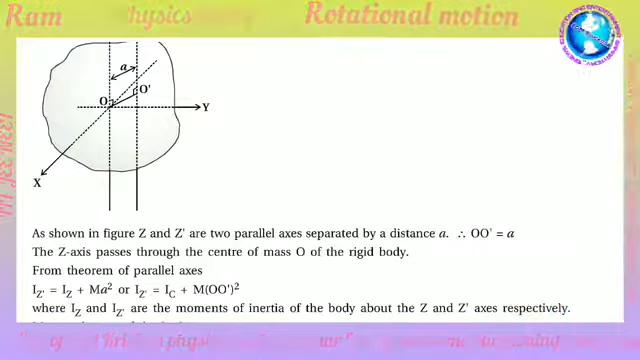 Ram
Physics
Rotational motion
a
O
O'
Y
X
As shown in figure Z and Z' are two parallel axes separated by a distance a. ∴ OO' = a
The Z-axis passes through the centre of mass O of the rigid body.
From theorem of parallel axes
I_Z' = I_Z + Ma² or I_Z' = I_C + M(OO')²
where I_Z and I_Z' are the moments of inertia of the body about the Z and Z' axes respectively.